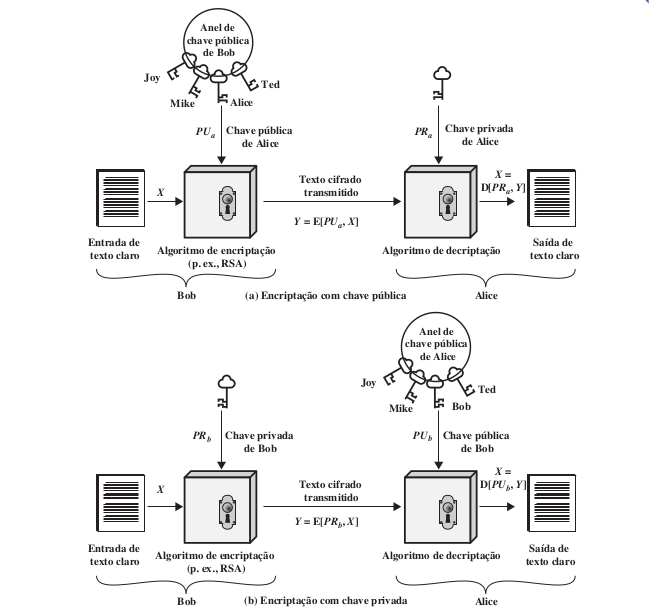 Anel de
chave pública
de Bob
Joy
Mike
Alice
Ted
PUa
Chave pública
de Alice
PRa
Chave privada
de Alice
X
Texto cifrado
transmitido
Y = E[PUa, X]
X =
D[PRa, Y]
Entrada de
texto claro
Algoritmo de encriptação
(p. ex., RSA)
Algoritmo de decriptação
Saída de
texto claro
Bob
(a) Encriptação com chave pública
Alice
Anel de
chave pública
de Alice
Joy
Mike
Bob
Ted
PRb
Chave privada
de Bob
PUb
Chave pública
de Bob
X
Texto cifrado
transmitido
Y = E[PRb, X]
X =
D[PUb, Y]
Entrada de
texto claro
Algoritmo de encriptação
(p. ex., RSA)
Algoritmo de decriptação
Saída de
texto claro
Bob
(b) Encriptação com chave privada
Alice